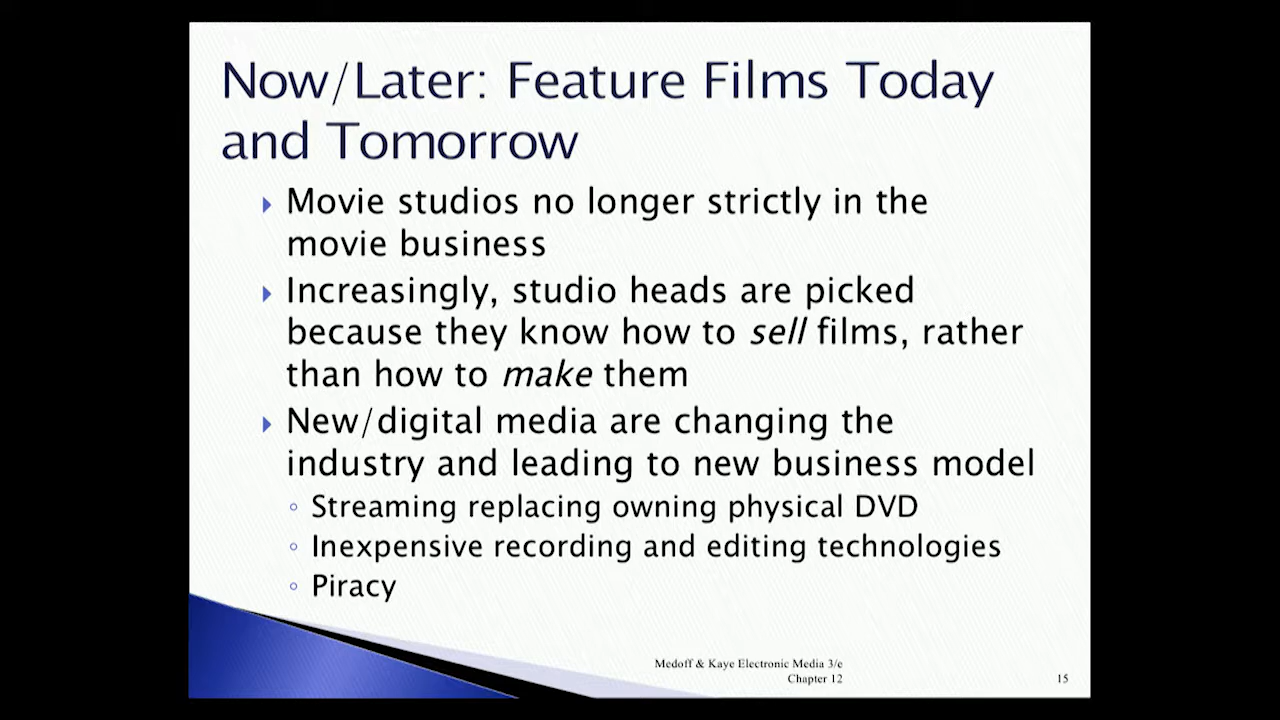 Now/Later: Feature Films Today
and Tomorrow
Movie studios no longer strictly in the
movie business
Increasingly, studio heads are picked
because they know how to sell films, rather
than how to make them
New/digital media are changing the
industry and leading to new business model
Streaming replacing owning physical DVD
Inexpensive recording and editing technologies
Piracy
Medoff & Kaye Electronic Media 3/e
Chapter 12
15